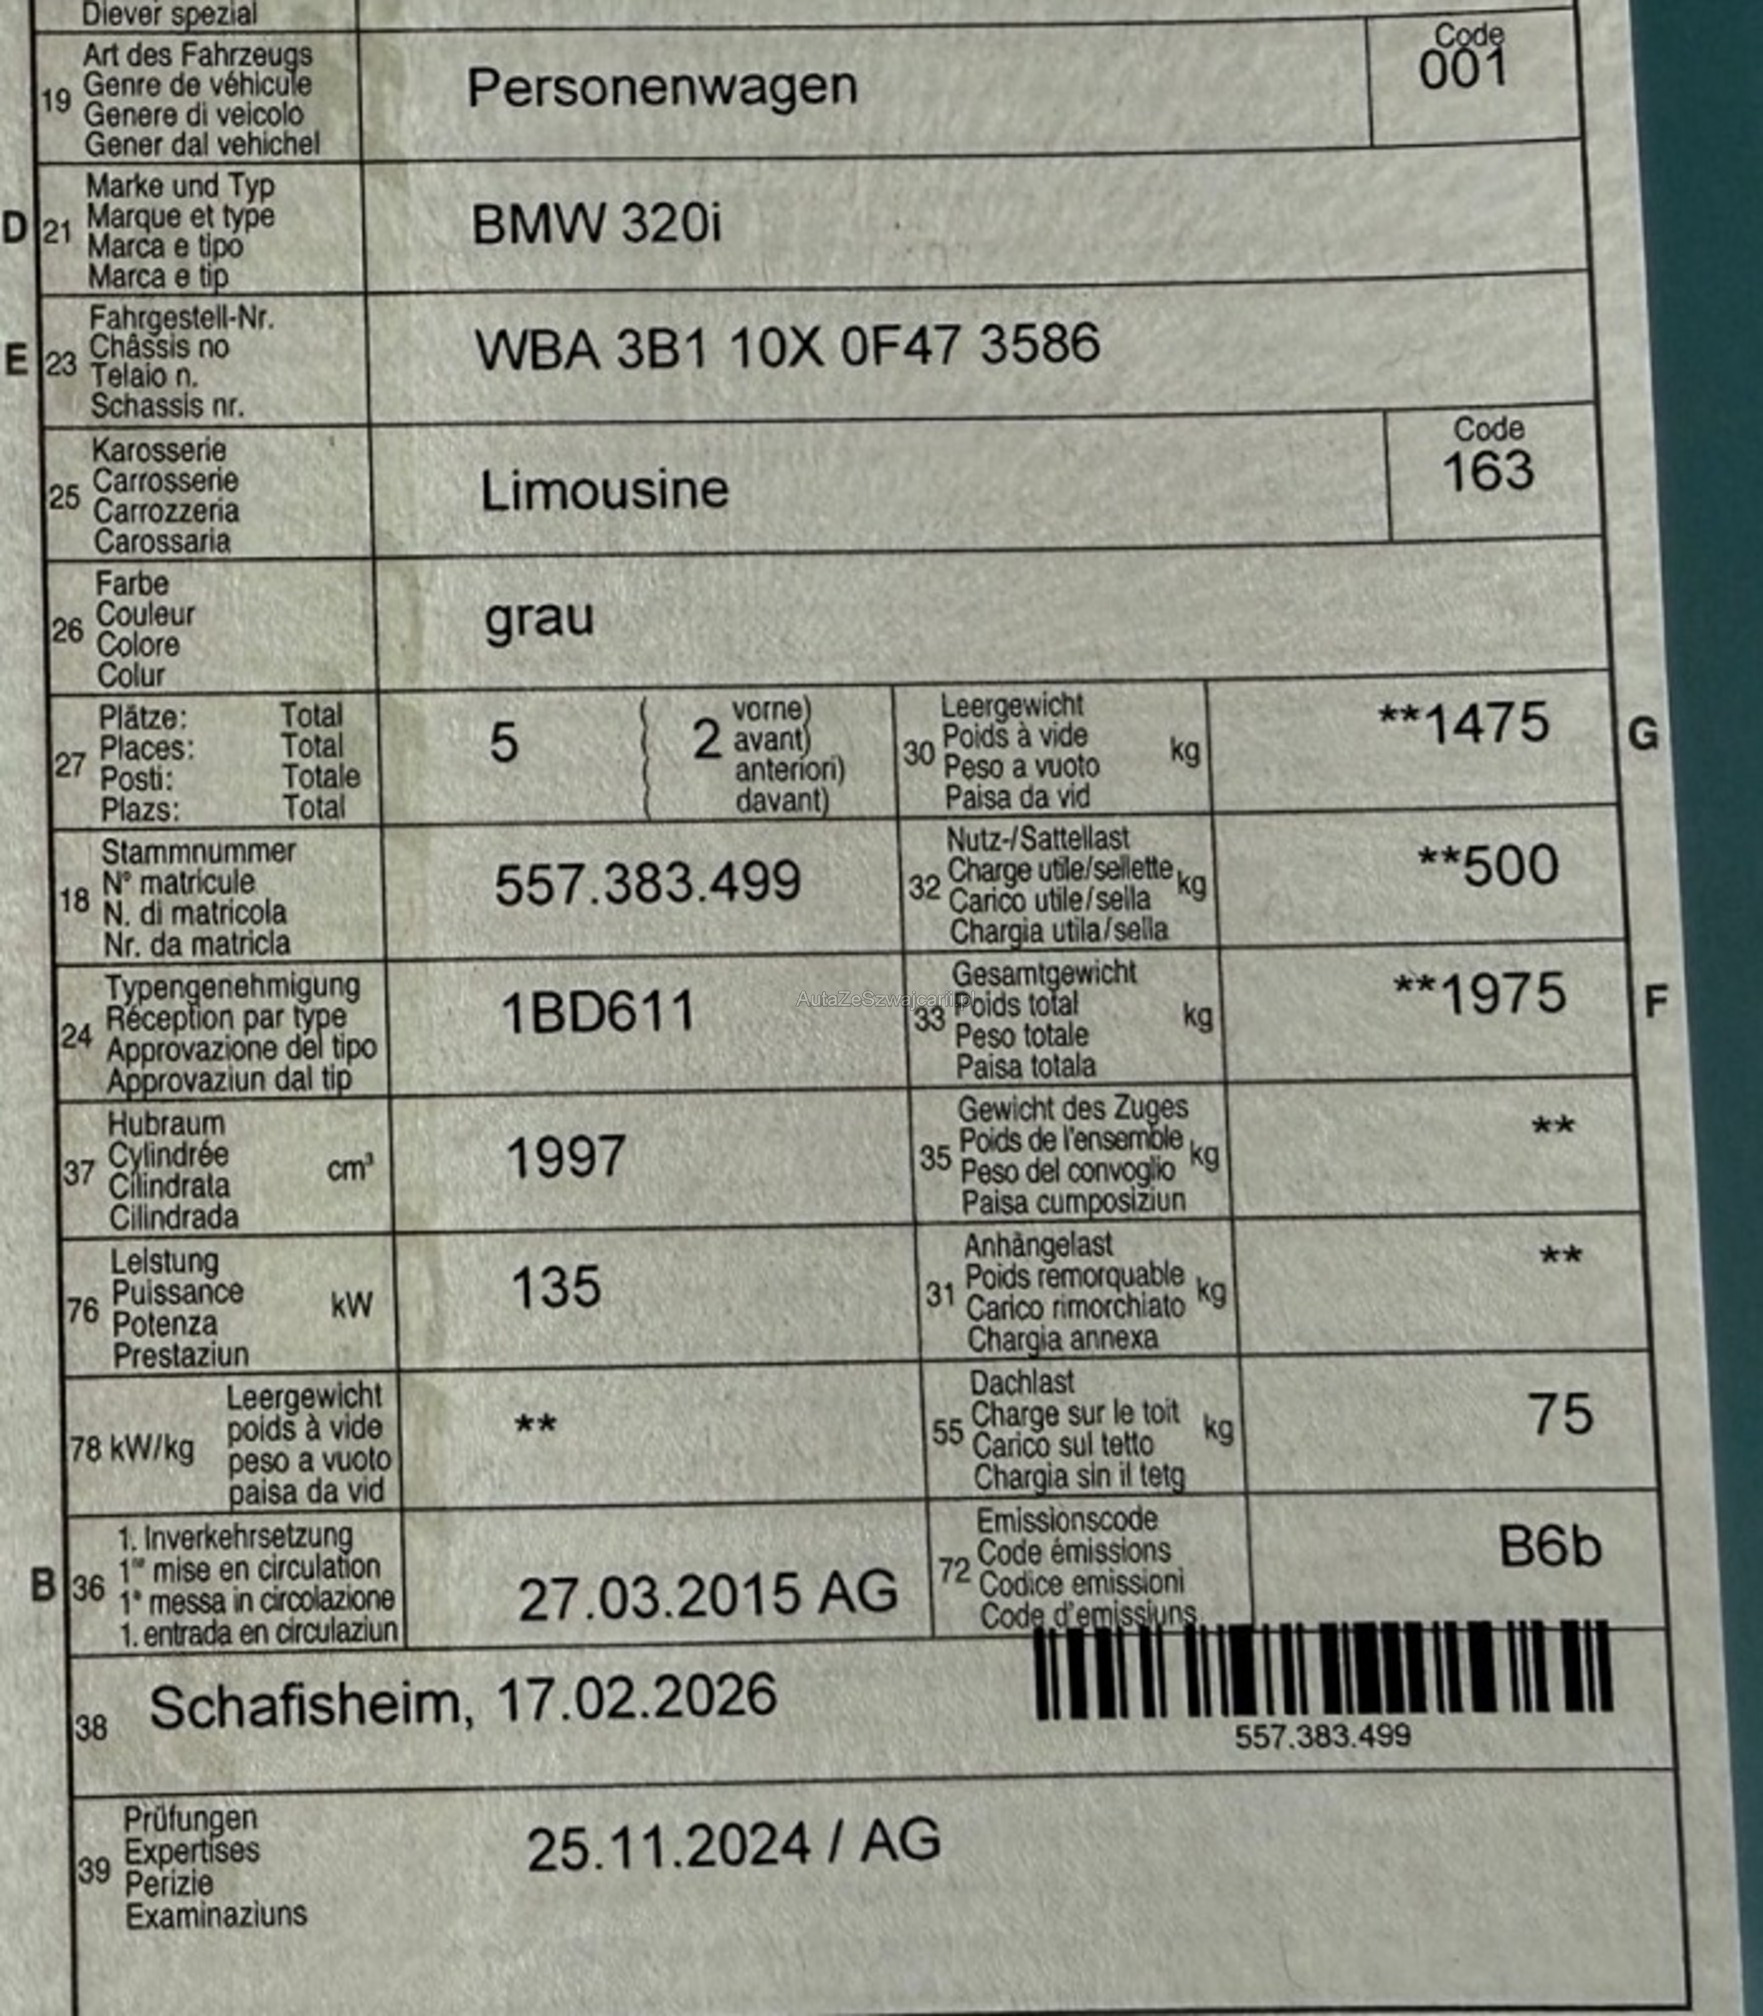 Diever spezial
19 Art des Fahrzeugs
Genre de véhicule
Genere di veicolo
Gener dal vehichel
Personenwagen
Code
001
D 21 Marke und Typ
Marque et type
Marca e tipo
Marca e tip
BMW 320i
E 23 Fahrgestell-Nr.
Châssis no
Telaio n.
Schassis nr.
WBA 3B1 10X 0F47 3586
25 Karosserie
Carrosserie
Carrozzeria
Carossaria
Limousine
Code
163
26 Farbe
Couleur
Colore
Colur
grau
27 Plätze: Total
Places: Total
Posti: Totale
Plazs: Total
5 ( 2 vorne)
( avant)
( anteriori)
( davant)
30 Leergewicht
Poids à vide
Peso a vuoto
Paisa da vid
kg
**1475 G
18 Stammnummer
N° matricule
N. di matricola
Nr. da matricla
557.383.499
32 Nutz-/Sattellast
Charge utile/sellette
Carico utile/sella
Chargia utila/sella
kg
**500
24 Typengenehmigung
Réception par type
Approvazione del tipo
Approvaziun dal tip
1BD611
AutaZeSzwajcarii.pl
33 Gesamtgewicht
Poids total
Peso totale
Paisa totala
kg
**1975 F
37 Hubraum
Cylindrée
Cilindrata
Cilindrada
cm³
1997
35 Gewicht des Zuges
Poids de l'ensemble
Peso del convoglio
Paisa cumposiziun
kg
**
76 Leistung
Puissance
Potenza
Prestaziun
kW
135
31 Anhängelast
Poids remorquable
Carico rimorchiato
Chargia annexa
kg
**
78 kW/kg
Leergewicht
poids à vide
peso a vuoto
paisa da vid
**
55 Dachlast
Charge sur le toit
Carico sul tetto
Chargia sin il tetg
kg
75
B 36 1. Inverkehrsetzung
1re mise en circulation
1a messa in circolazione
1. entrada en circulaziun
27.03.2015 AG
72 Emissionscode
Code émissions
Codice emissioni
Code d'emissiuns
B6b
38 Schafisheim, 17.02.2026
557.383.499
39 Prüfungen
Expertises
Perizie
Examinaziuns
25.11.2024 / AG